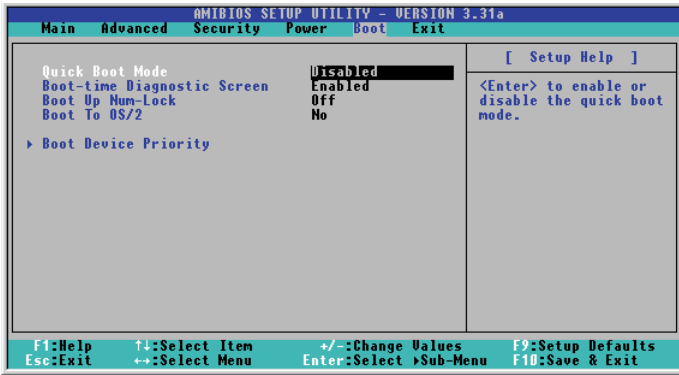 AMIBIOS SETUP UTILITY - VERSION 3.31a
Main Advanced Security Power Boot Exit
[ Setup Help ]
Quick Boot Mode Disabled
Boot-time Diagnostic Screen Enabled
Boot Up Num-Lock Off
Boot To OS/2 No
▸ Boot Device Priority
<Enter> to enable or
disable the quick boot
mode.
F1:Help ↑↓:Select Item +/-:Change Values F9:Setup Defaults
Esc:Exit ←→:Select Menu Enter:Select ▸Sub-Menu F10:Save & Exit